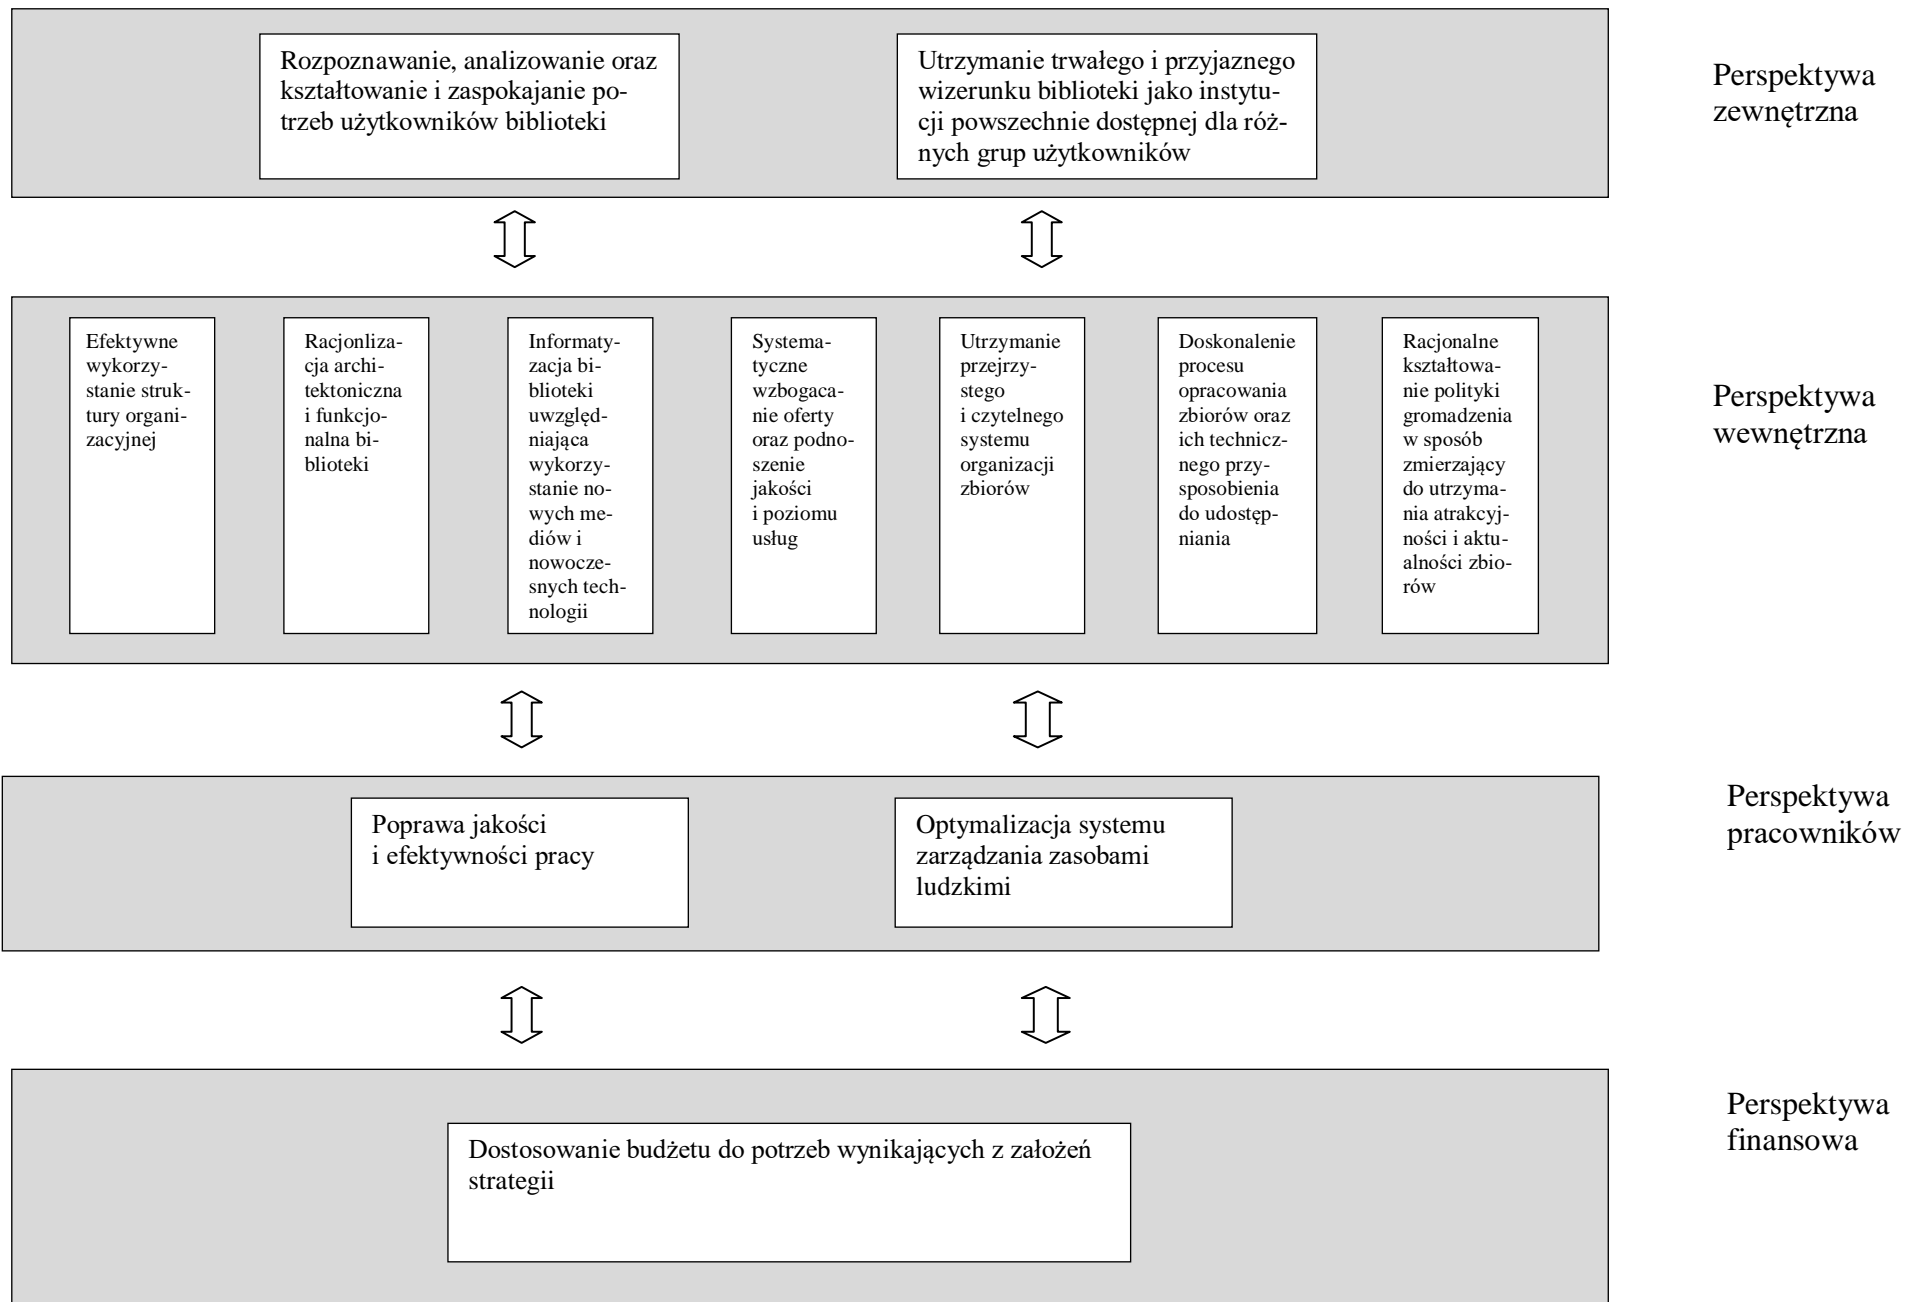 Rozpoznawanie, analizowanie oraz
kształtowanie i zaspokajanie po-
trzeb użytkowników biblioteki
Utrzymanie trwałego i przyjaznego
wizerunku biblioteki jako instytu-
cji powszechnie dostępnej dla róż-
nych grup użytkowników
Perspektywa
zewnętrzna
Efektywne
wykorzy-
stanie struk-
tury organi-
zacyjnej
Racjonliza-
cja archi-
tektoniczna
i funkcjo-
nalna bi-
blioteki
Informaty-
zacja bi-
blioteki
uwzględ-
niająca
wykorzy-
stanie no-
wych me-
diów i
nowocze-
snych tech-
nologii
Systema-
tyczne
wzbogaca-
nie oferty
oraz podno-
szenie
jakości
i poziomu
usług
Utrzymanie
przejrzy-
stego
i czytelnego
systemu
organizacji
zbiorów
Doskonalenie
procesu
opracowania
zbiorów oraz
ich technicz-
nego przy-
sposobienia
do udostęp-
niania
Racjonalne
kształtowa-
nie polityki
gromadzenia
w sposób
zmierzający
do utrzyma-
nia atrakcyj-
ności i aktu-
alności zbio-
rów
Perspektywa
wewnętrzna
Poprawa jakości
i efektywności pracy
Optymalizacja systemu
zarządzania zasobami
ludzkimi
Perspektywa
pracowników
Dostosowanie budżetu do potrzeb wynikających z założeń
strategii
Perspektywa
finansowa